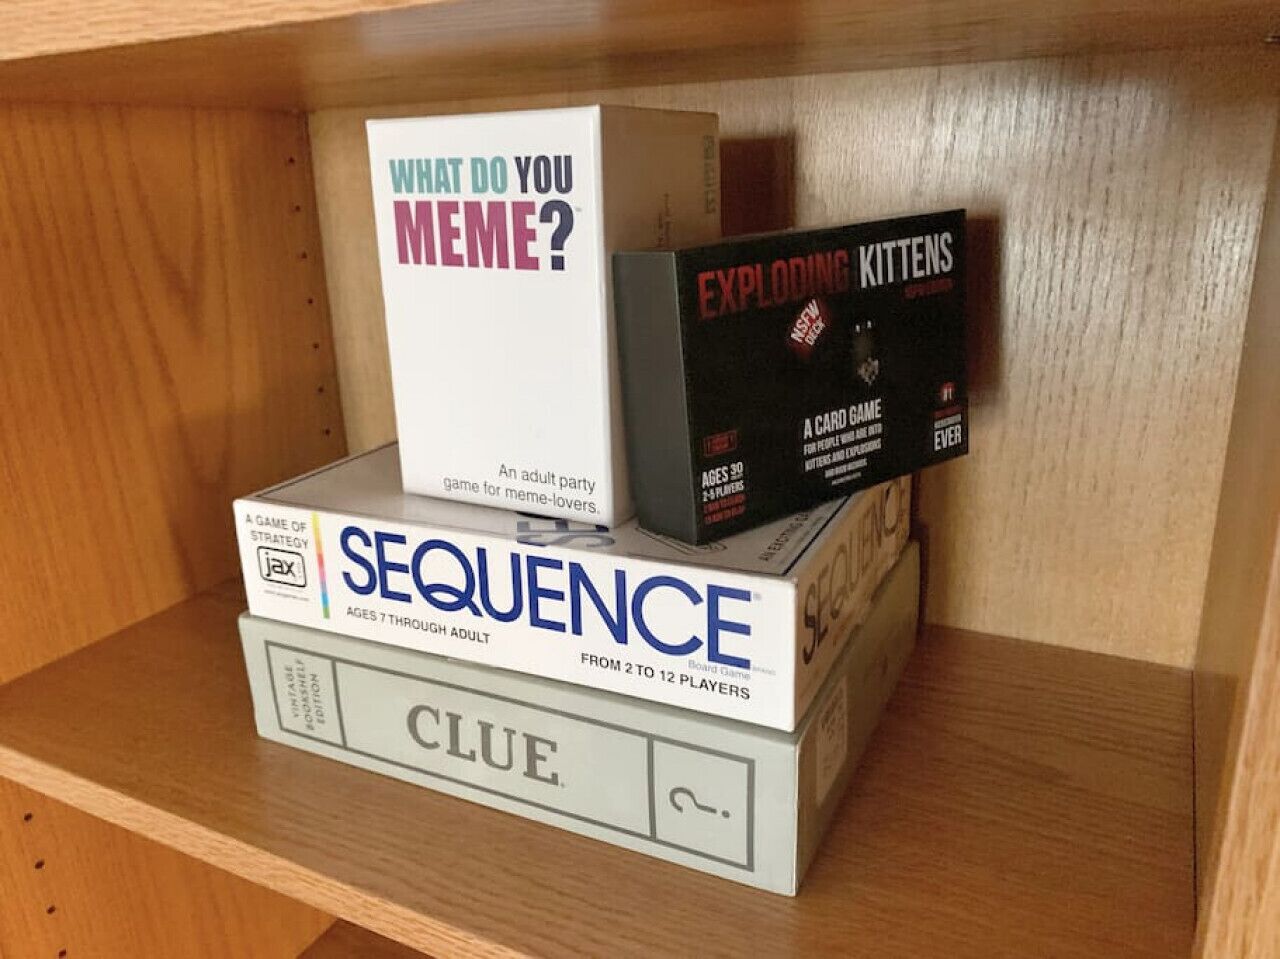 WHAT DO YOU
MEME?
An adult party
game for meme-lovers.
EXPLODING KITTENS
NSFW
DECK
A CARD GAME
FOR PEOPLE WHO ARE INTO
KITTENS AND EXPLOSIONS
AGES 30
2-5 PLAYERS
#1
EVER
A GAME OF
STRATEGY
jax
SEQUENCE®
AGES 7 THROUGH ADULT
Board Game
FROM 2 TO 12 PLAYERS
SEQUENCE
VINTAGE
BOOKSHELF
EDITION
CLUE
?